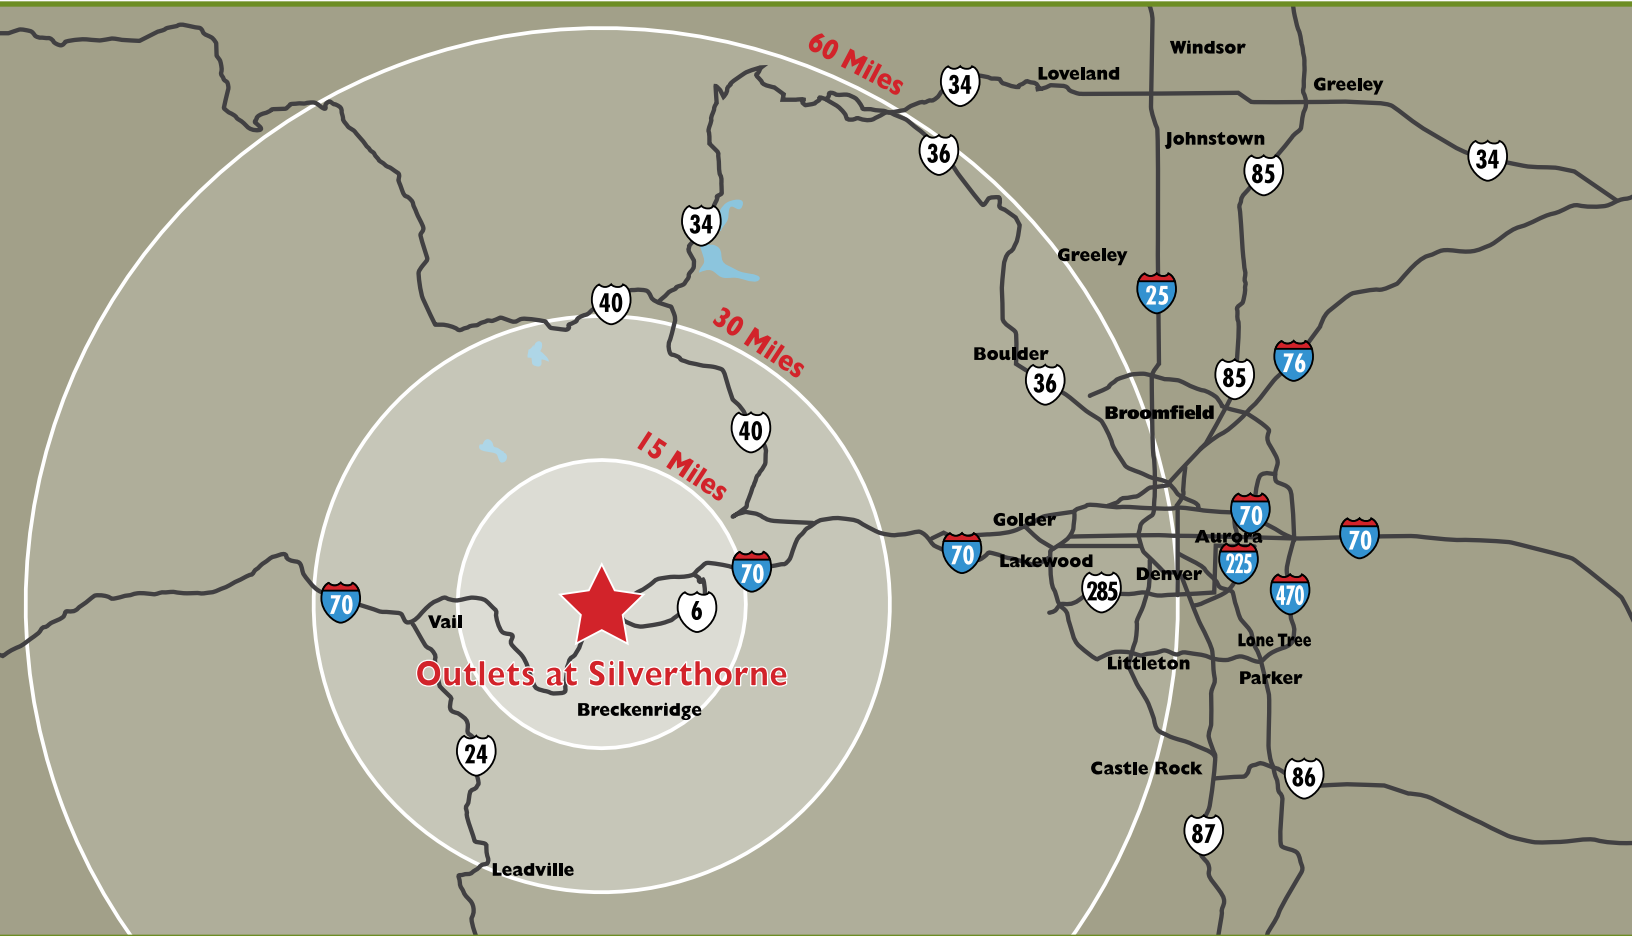 60 Miles
Windsor
34
Loveland
Greeley
36
Johnstown
34
85
34
Greeley
25
40
30 Miles
Boulder
76
36
85
Broomfield
40
15 Miles
70
Golder
Aurora
70
70
Lakewood
225
70
Denver
285
470
70
6
Vail
Lone Tree
Littleton
Outlets at Silverthorne
Parker
Breckenridge
24
Castle Rock
86
87
Leadville